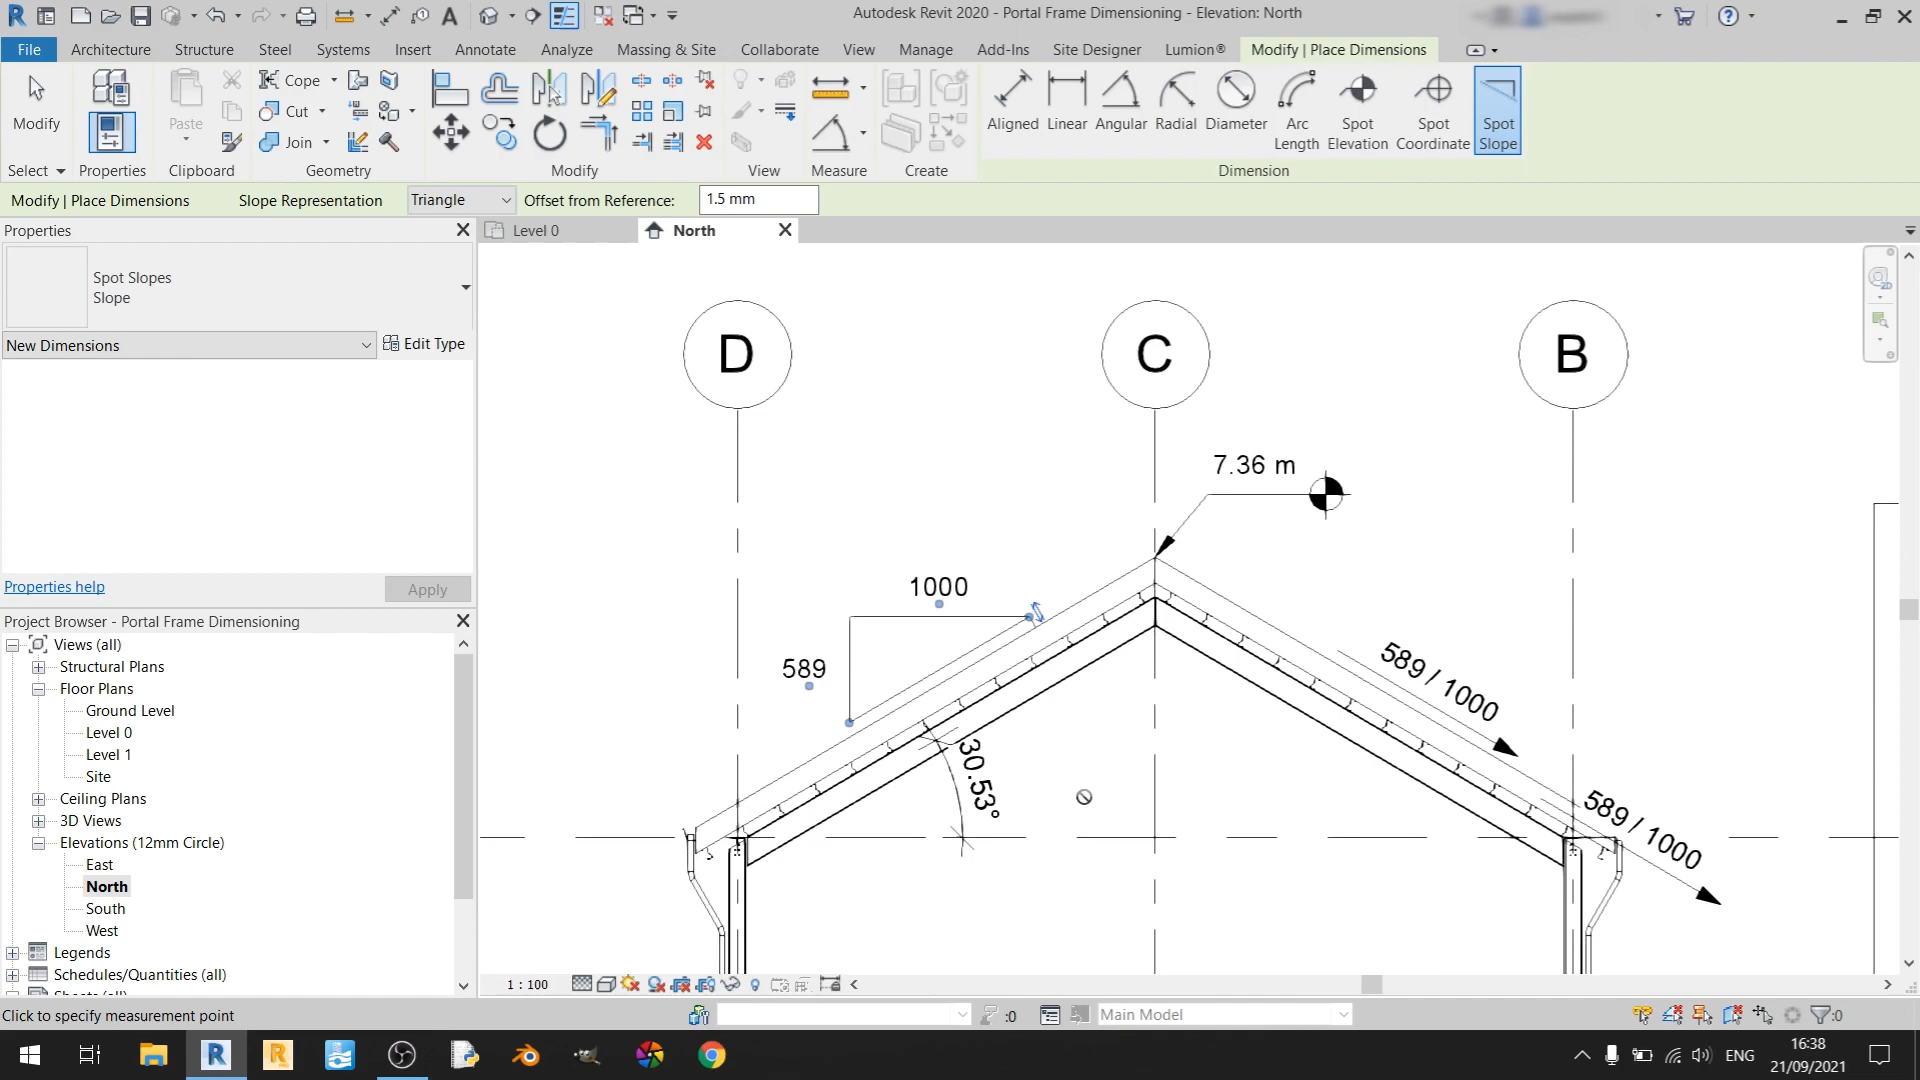 Autodesk Revit 2020 - Portal Frame Dimensioning - Elevation: North
File Architecture Structure Steel Systems Insert Annotate Analyze Massing & Site Collaborate View Manage Add-Ins Site Designer Lumion® Modify | Place Dimensions
Modify
Paste
Cope
Cut
Join
Aligned Linear Angular Radial Diameter Arc Length Spot Elevation Spot Coordinate Spot Slope
Select Properties Clipboard Geometry Modify View Measure Create Dimension
Modify | Place Dimensions Slope Representation Triangle Offset from Reference: 1.5 mm
Properties
Level 0 North
Spot Slopes
Slope
New Dimensions Edit Type
Properties help Apply
Project Browser - Portal Frame Dimensioning
Views (all)
Structural Plans
Floor Plans
Ground Level
Level 0
Level 1
Site
Ceiling Plans
3D Views
Elevations (12mm Circle)
East
North
South
West
Legends
Schedules/Quantities (all)
D C B
7.36 m
1000
589
30.53°
589 / 1000
589 / 1000
2D
1 : 100
Click to specify measurement point :0 Main Model :0
ENG
16:38
21/09/2021